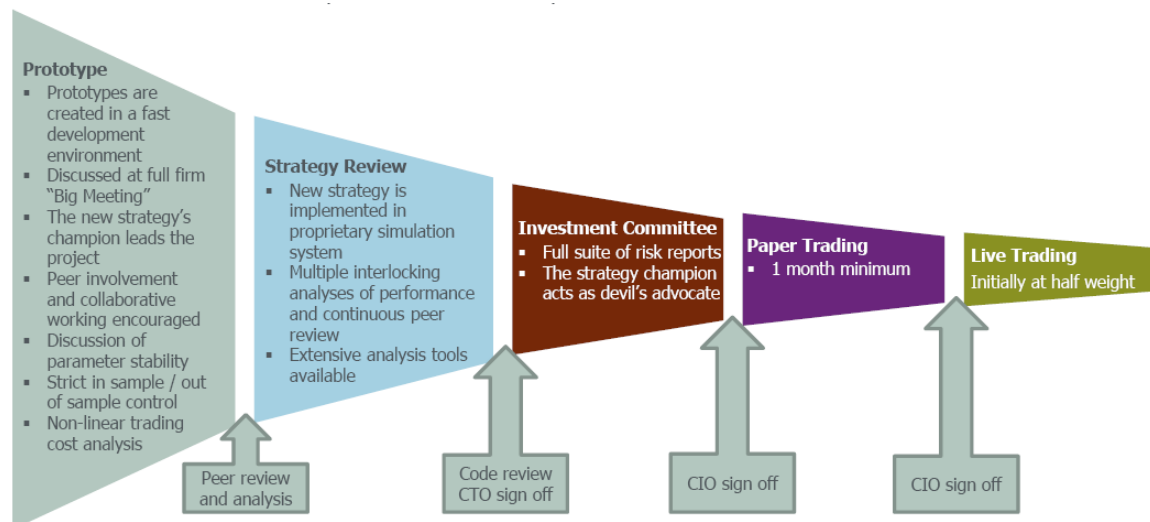 Prototype
▪ Prototypes are
created in a fast
development
environment
▪ Discussed at full firm
“Big Meeting”
▪ The new strategy’s
champion leads the
project
▪ Peer involvement
and collaborative
working encouraged
▪ Discussion of
parameter stability
▪ Strict in sample / out
of sample control
▪ Non-linear trading
cost analysis
Strategy Review
▪ New strategy is
implemented in
proprietary simulation
system
▪ Multiple interlocking
analyses of performance
and continuous peer
review
▪ Extensive analysis tools
available
Investment Committee
▪ Full suite of risk reports
▪ The strategy champion
acts as devil’s advocate
Paper Trading
▪ 1 month minimum
Live Trading
Initially at half weight
Peer review
and analysis
Code review
CTO sign off
CIO sign off
CIO sign off